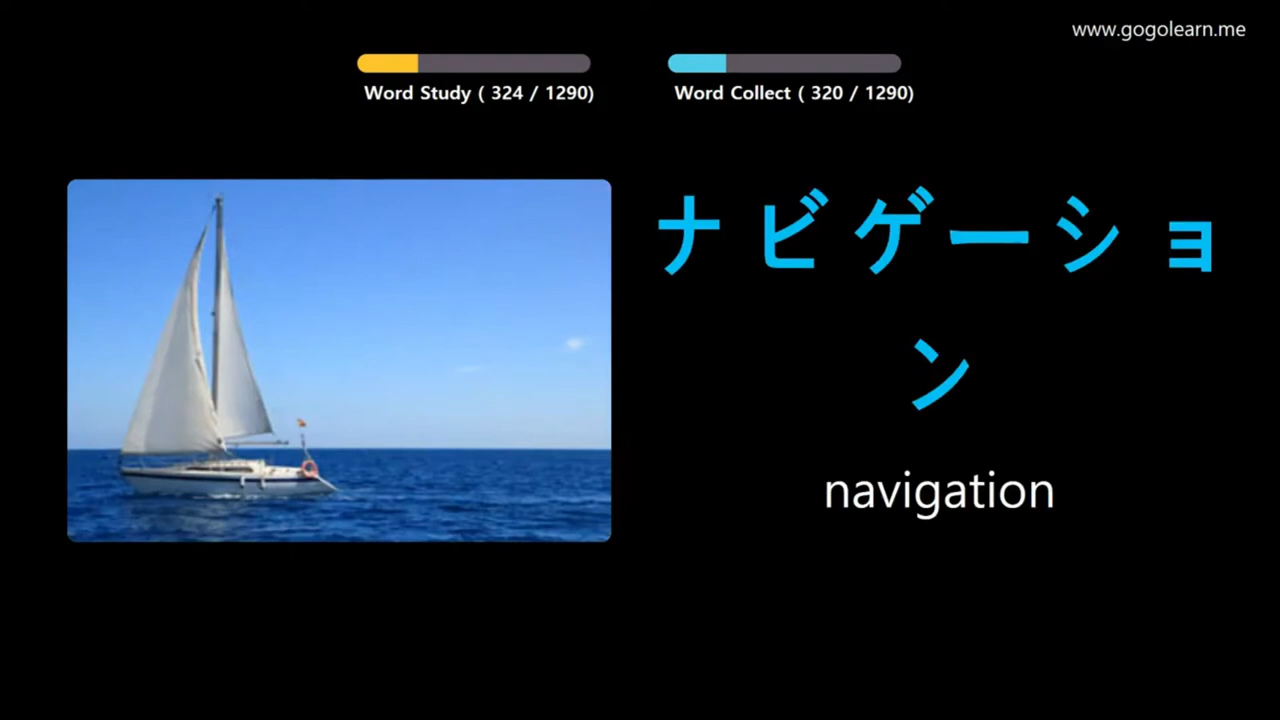 www.gogolearn.me
Word Study ( 324 / 1290)
Word Collect ( 320 / 1290)
ナビゲーショ
ン
navigation